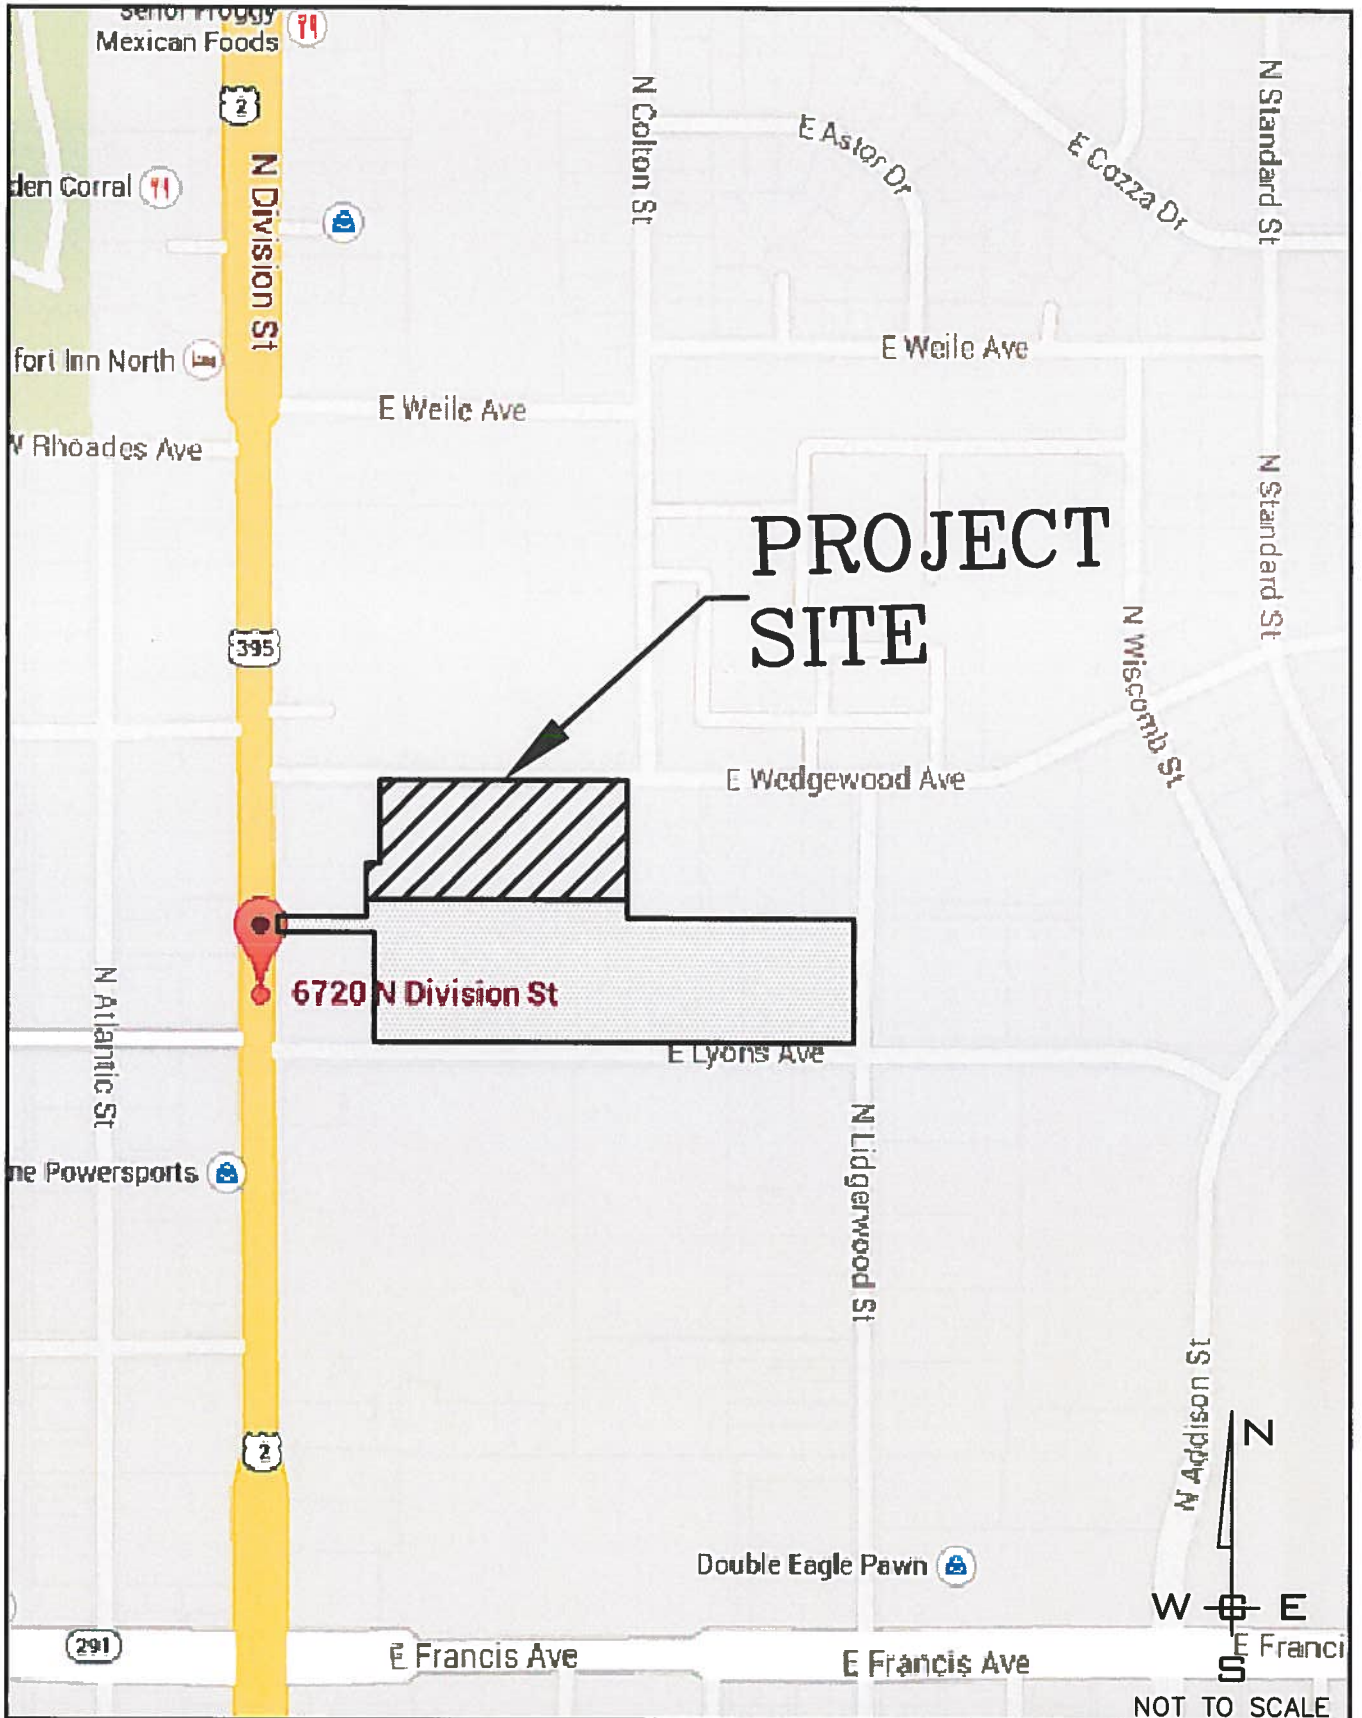 Señor Froggy
Mexican Foods
2
N Colton St
N Standard St
E Astor Dr
E Cozza Dr
den Corral
N Division St
fort Inn North
E Weile Ave
E Weile Ave
W Rhoades Ave
N Standard St
PROJECT
SITE
395
N Wiscomb St
E Wedgewood Ave
6720 N Division St
N Atlantic St
E Lyons Ave
ne Powersports
N Lidgerwood St
N Addison St
2
N
Double Eagle Pawn
W E
291
E Francis Ave
E Francis Ave
E Franci
S
NOT TO SCALE